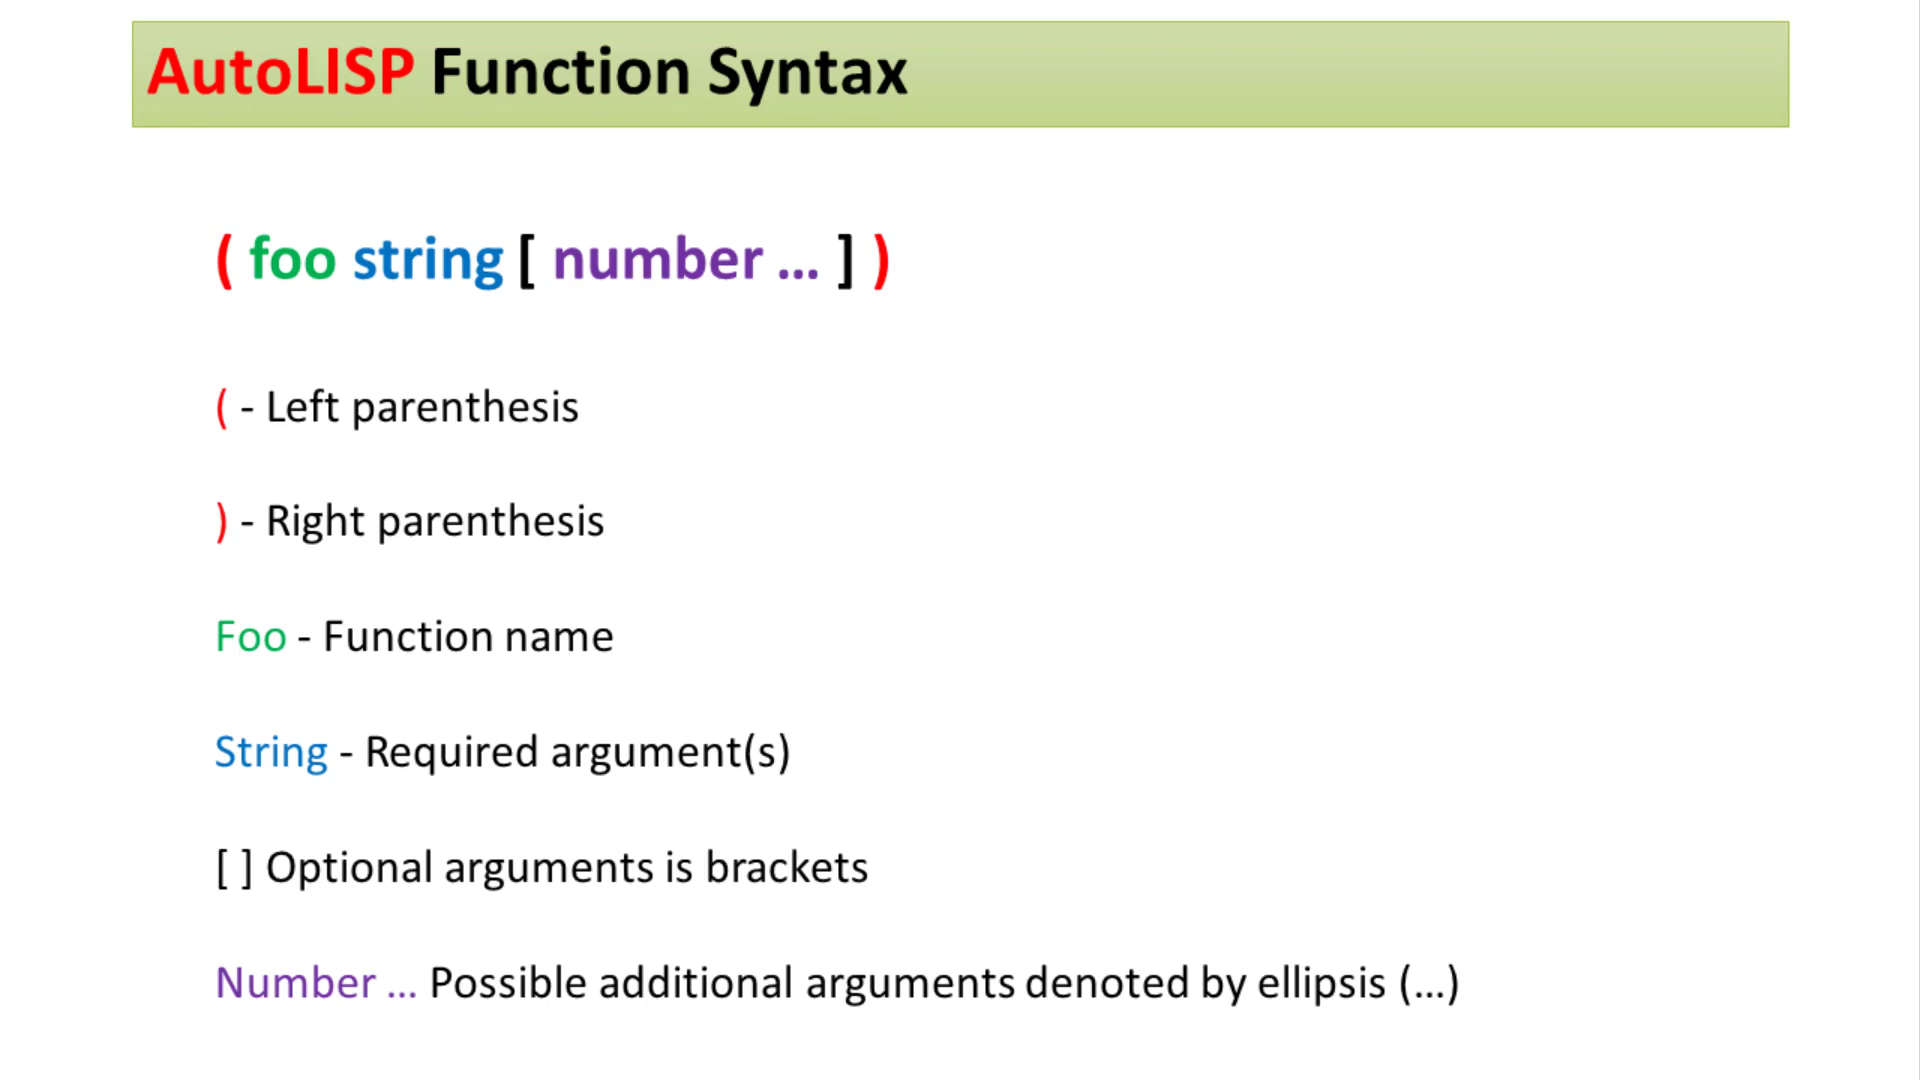 AutoLISP Function Syntax
( foo string [ number ... ] )
( - Left parenthesis
) - Right parenthesis
Foo - Function name
String - Required argument(s)
[ ] Optional arguments is brackets
Number ... Possible additional arguments denoted by ellipsis (...)